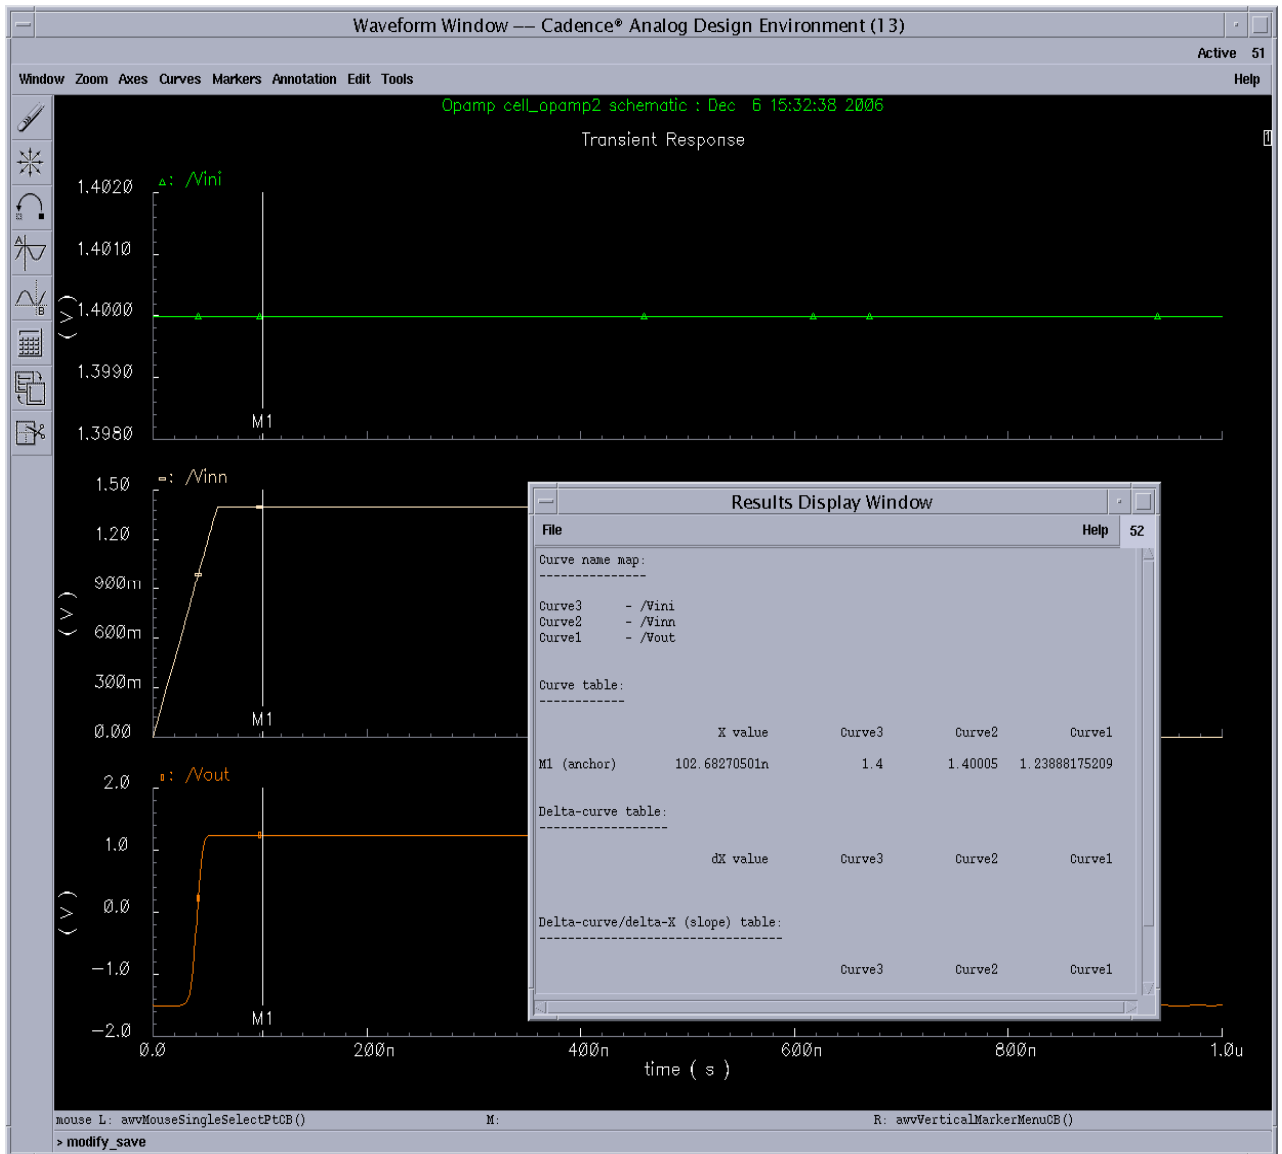 Waveform Window –– Cadence® Analog Design Environment (13)
Active 51
Window Zoom Axes Curves Markers Annotation Edit Tools Help
Opamp cell_opamp2 schematic : Dec 6 15:32:38 2006
Transient Response
1
: /Vini
1.4020
1.4010
1.4000
1.3990
1.3980
( V )
M1
: /Vinn
1.50
1.20
900m
600m
300m
0.00
( V )
M1
: /Vout
2.0
1.0
0.0
−1.0
−2.0
( V )
M1
0.0 200n 400n 600n 800n 1.0u
time ( s )
A
B
Results Display Window
File Help 52
Curve name map:
---------------
Curve3 - /Vini
Curve2 - /Vinn
Curve1 - /Vout
Curve table:
------------
X value Curve3 Curve2 Curve1
M1 (anchor) 102.68270501n 1.4 1.40005 1.23888175209
Delta-curve table:
------------------
dX value Curve3 Curve2 Curve1
Delta-curve/delta-X (slope) table:
----------------------------------
Curve3 Curve2 Curve1
mouse L: awvMouseSingleSelectPtCB() M: R: awvVerticalMarkerMenuCB()
> modify_save